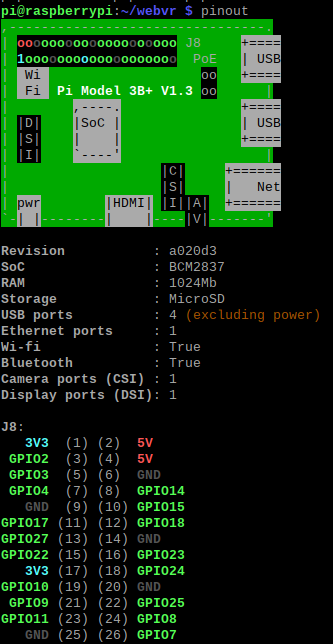 pi@raspberrypi:~/webvr $ pinout
,--------------------------------.
| oooooooooooooooooooo J8     +====
| 1ooooooooooooooooooo  PoE   | USB
|  Wi                    oo   +====
|  Fi  Pi Model 3B+ V1.3 oo      |
|        ,----.               +====
| |D|    |SoC |               | USB
| |S|    |    |               +====
| |I|    `----'                  |
|                   |C|     +======
|                   |S|     |   Net
| pwr        |HDMI| |I||A|  +======
`-| |--------|    |----|V|-------'
Revision           : a020d3
SoC                : BCM2837
RAM                : 1024Mb
Storage            : MicroSD
USB ports          : 4 (excluding power)
Ethernet ports     : 1
Wi-fi              : True
Bluetooth          : True
Camera ports (CSI) : 1
Display ports (DSI): 1
J8:
   3V3  (1) (2)  5V
 GPIO2  (3) (4)  5V
 GPIO3  (5) (6)  GND
 GPIO4  (7) (8)  GPIO14
   GND  (9) (10) GPIO15
GPIO17 (11) (12) GPIO18
GPIO27 (13) (14) GND
GPIO22 (15) (16) GPIO23
   3V3 (17) (18) GPIO24
GPIO10 (19) (20) GND
 GPIO9 (21) (22) GPIO25
GPIO11 (23) (24) GPIO8
   GND (25) (26) GPIO7